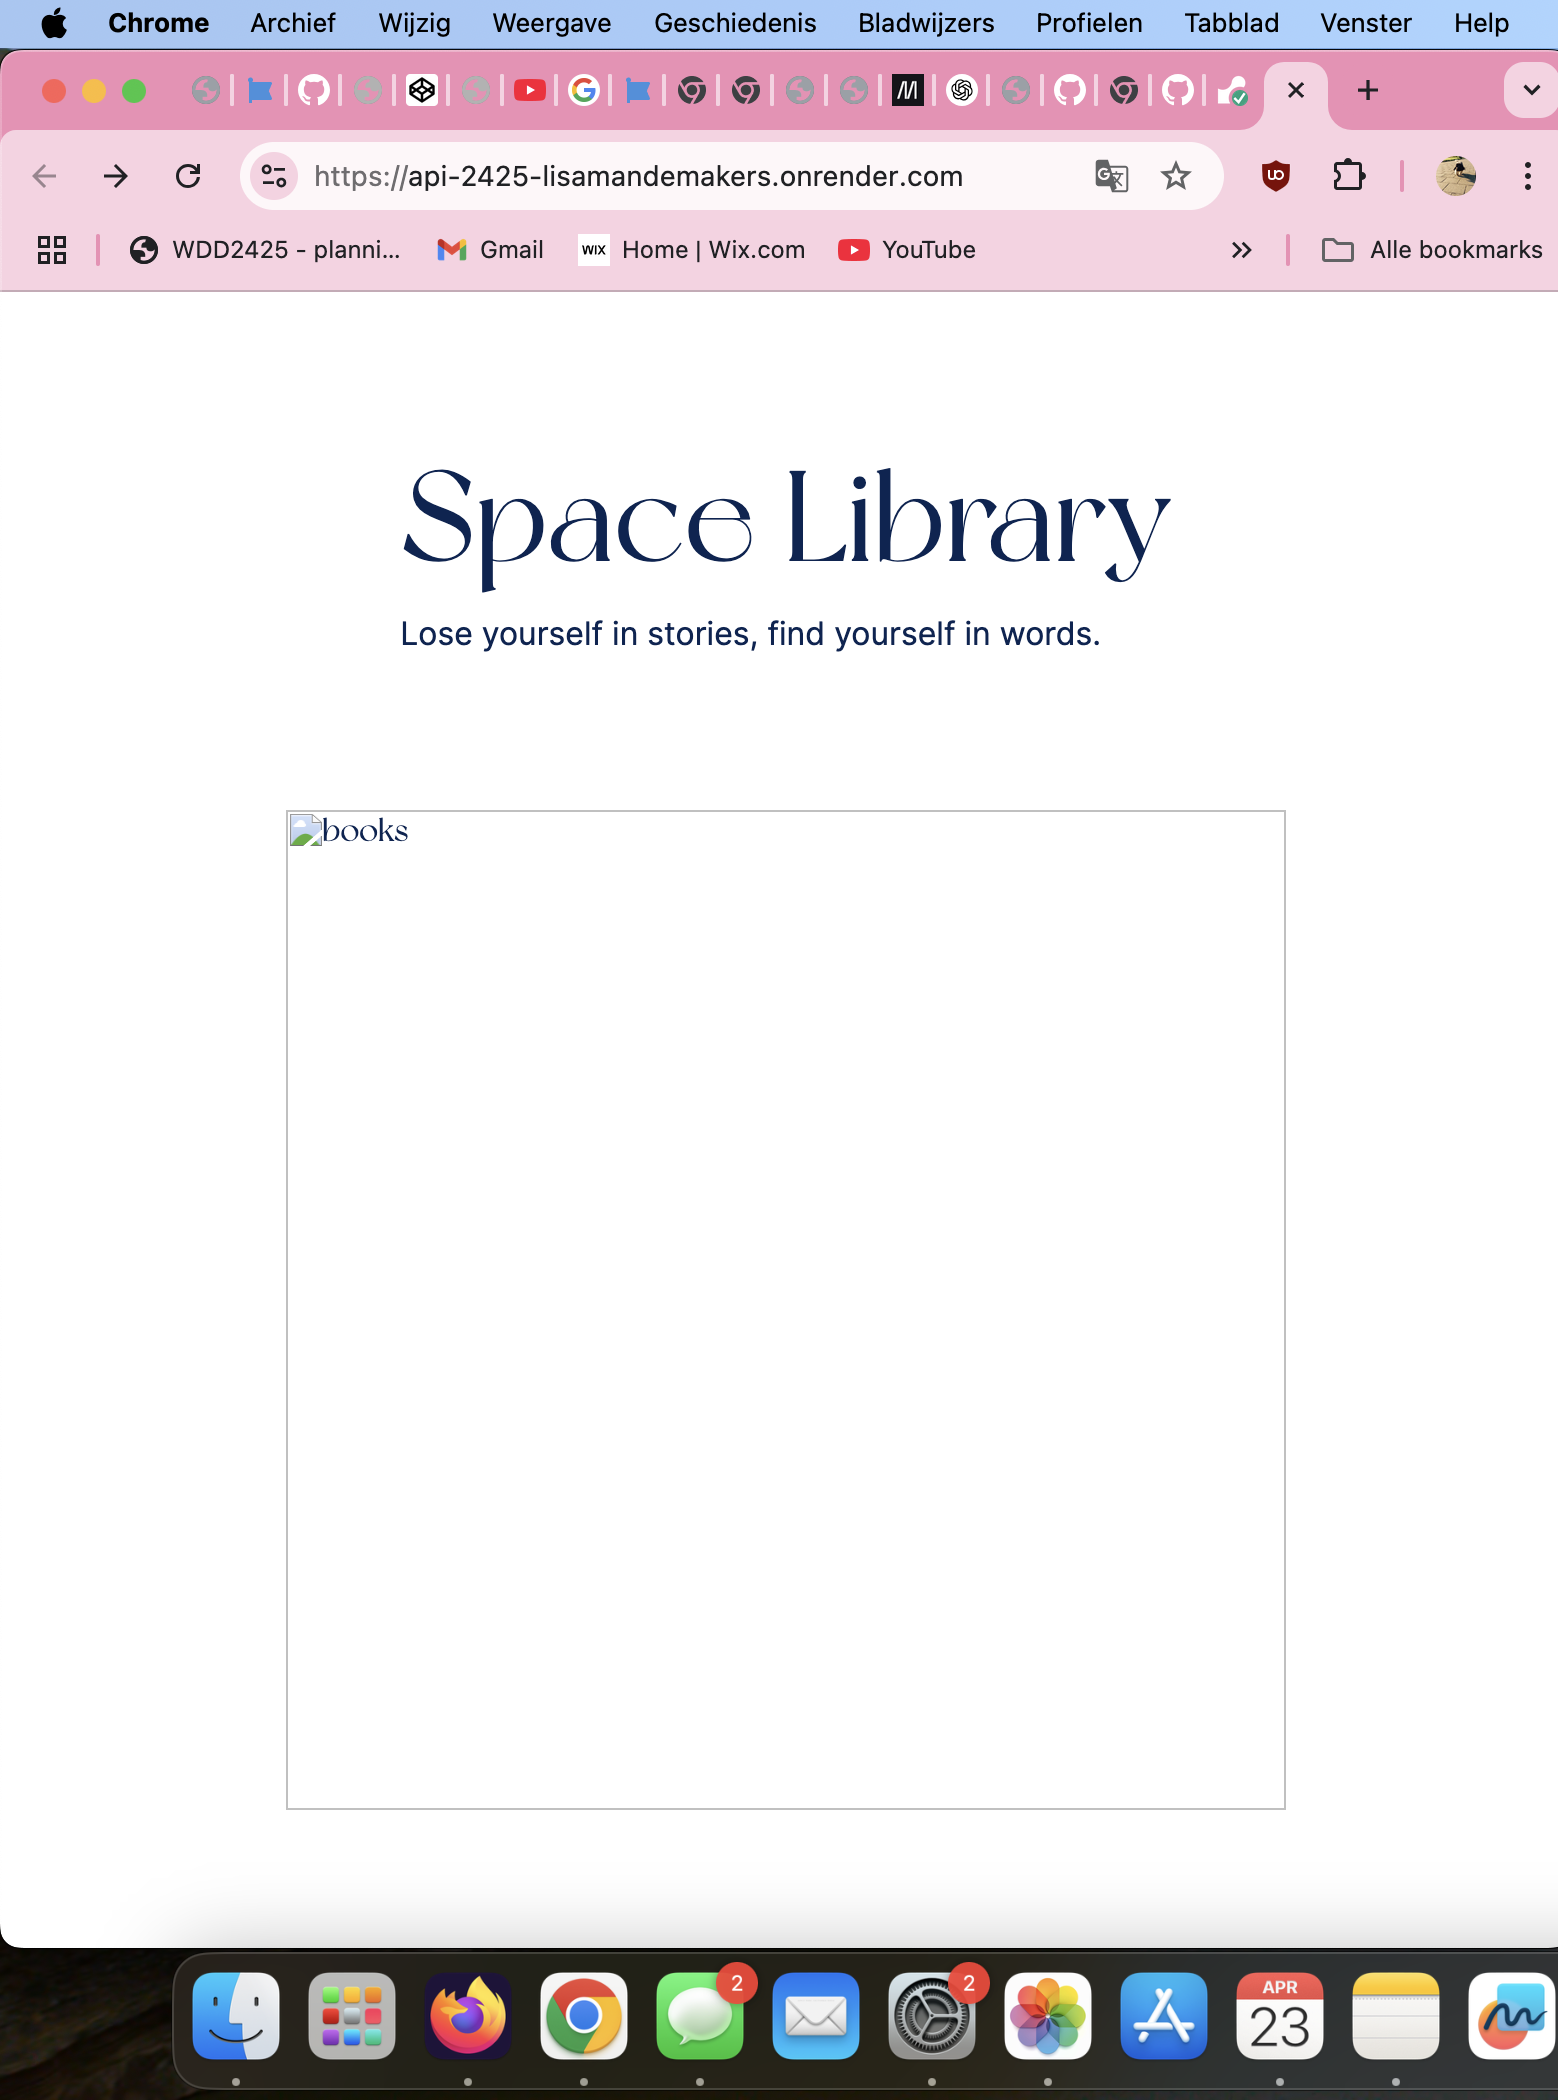 Chrome Archief Wijzig Weergave Geschiedenis Bladwijzers Profielen Tabblad Venster Help
https://api-2425-lisamandemakers.onrender.com
WDD2425 - planni... Gmail WIX Home | Wix.com YouTube Alle bookmarks
Space Library
Lose yourself in stories, find yourself in words.
books
2
2
APR
23